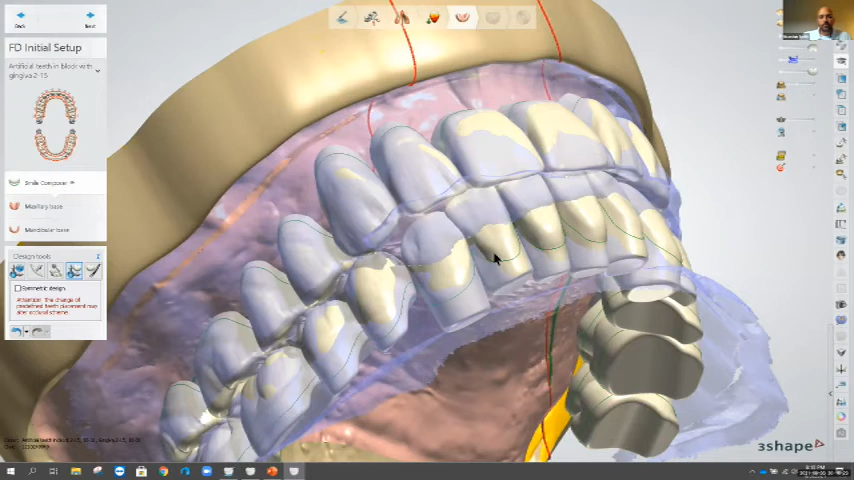 Back
Next
FD Initial Setup
Artificial teeth in block with
gingiva 2-15
Smile Composer
Maxillary base
Mandibular base
Design tools
Symmetric design
Attention: the change of
predefined teeth placement may
alter occlusal scheme
3shape